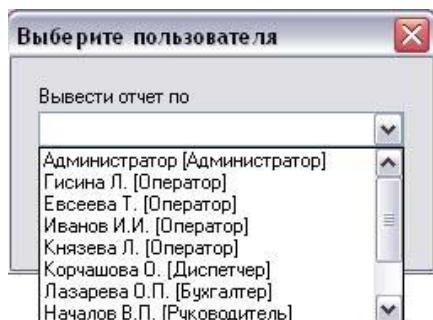 Выберите пользователя
Вывести отчет по
Администратор [Администратор]
Гисина Л. [Оператор]
Евсеева Т. [Оператор]
Иванов И.И. [Оператор]
Князева Л. [Оператор]
Корчашова О. [Диспетчер]
Лазарева О.П. [Бухгалтер]
Началов В.П. [Руководитель]